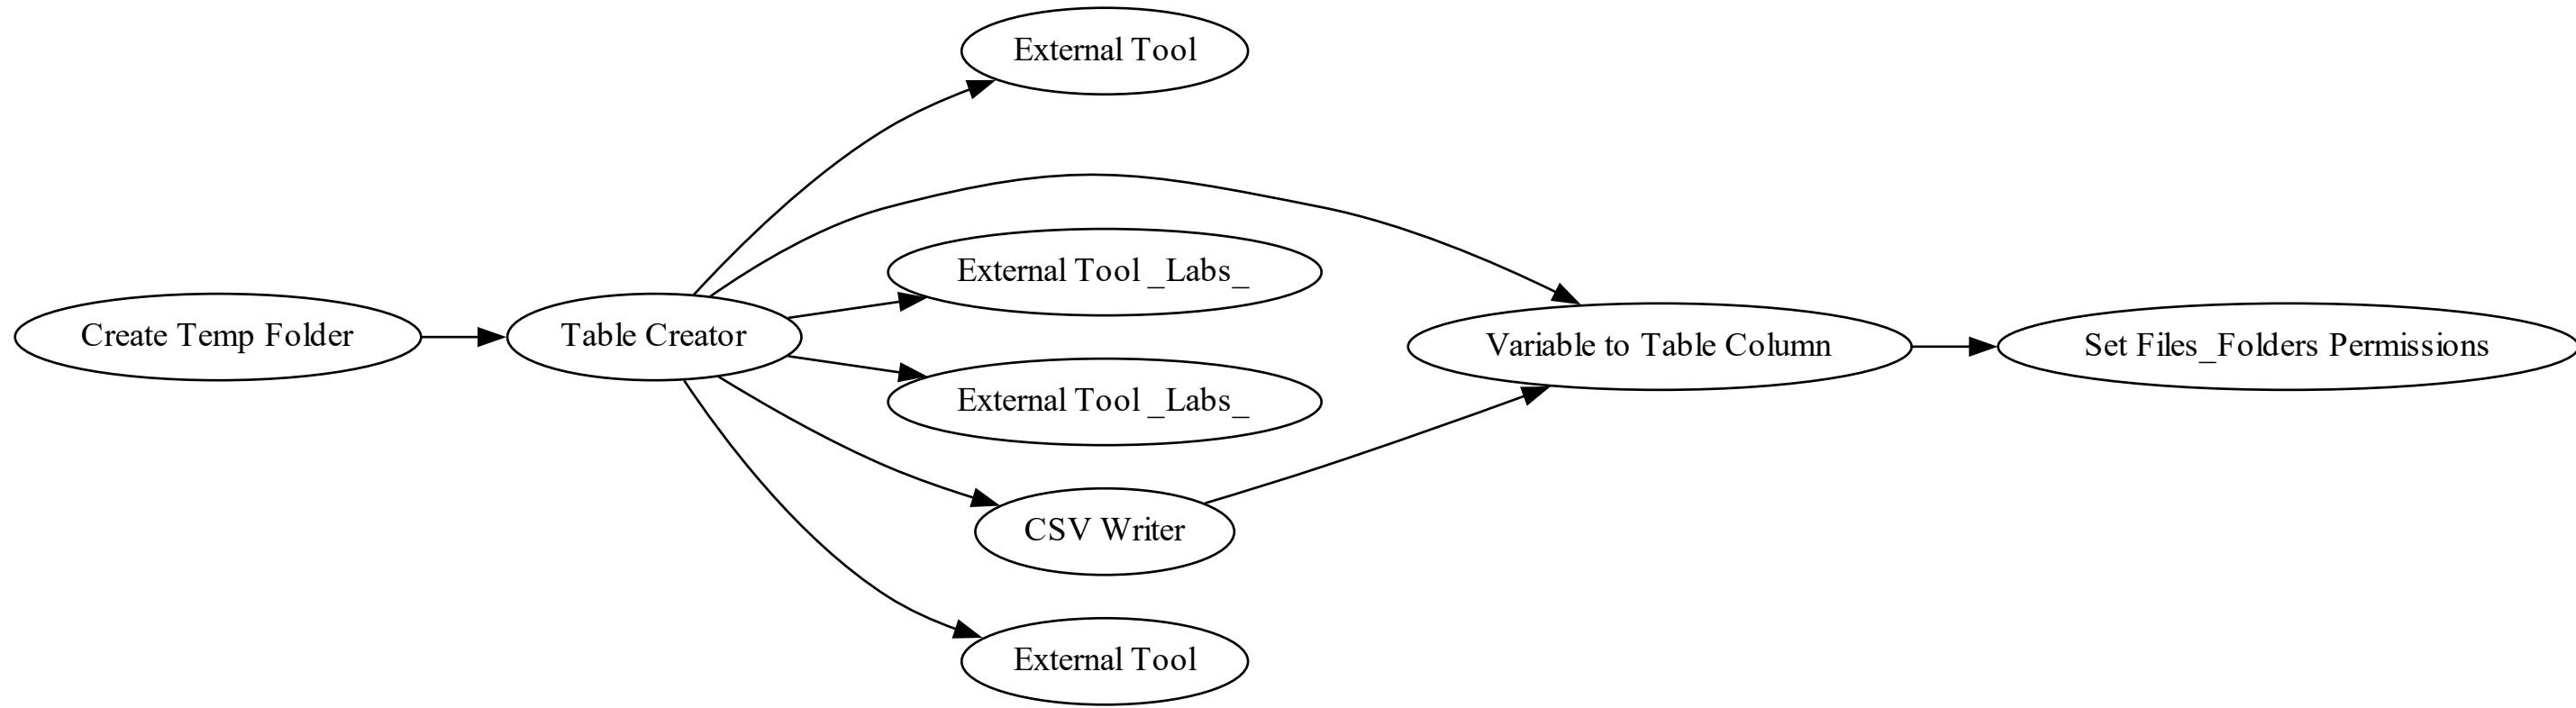 External Tool
External Tool _Labs_
Create Temp Folder
Table Creator
Variable to Table Column
Set Files_Folders Permissions
External Tool _Labs_
CSV Writer
External Tool